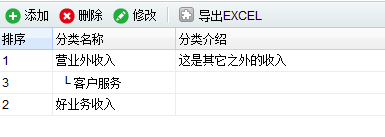 添加 删除 修改 导出EXCEL
排序 分类名称 分类介绍
1 营业外收入 这是其它之外的收入
3 └客户服务
2 好业务收入